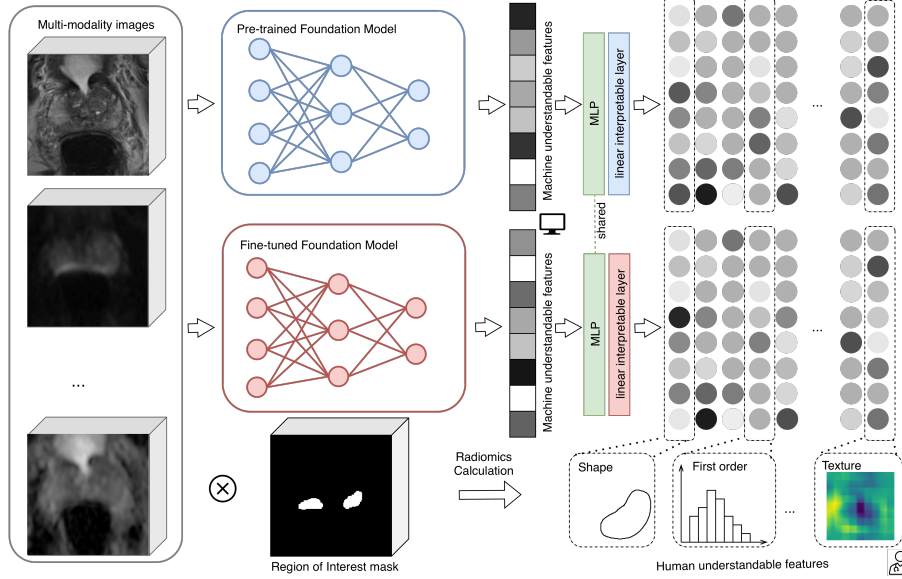 Multi-modality images
...
Pre-trained Foundation Model
Fine-tuned Foundation Model
Region of Interest mask
Machine understandable features
Machine understandable features
MLP
linear interpretable layer
shared
MLP
linear interpretable layer
...
...
Radiomics
Calculation
Shape
First order
...
Texture
Human understandable features